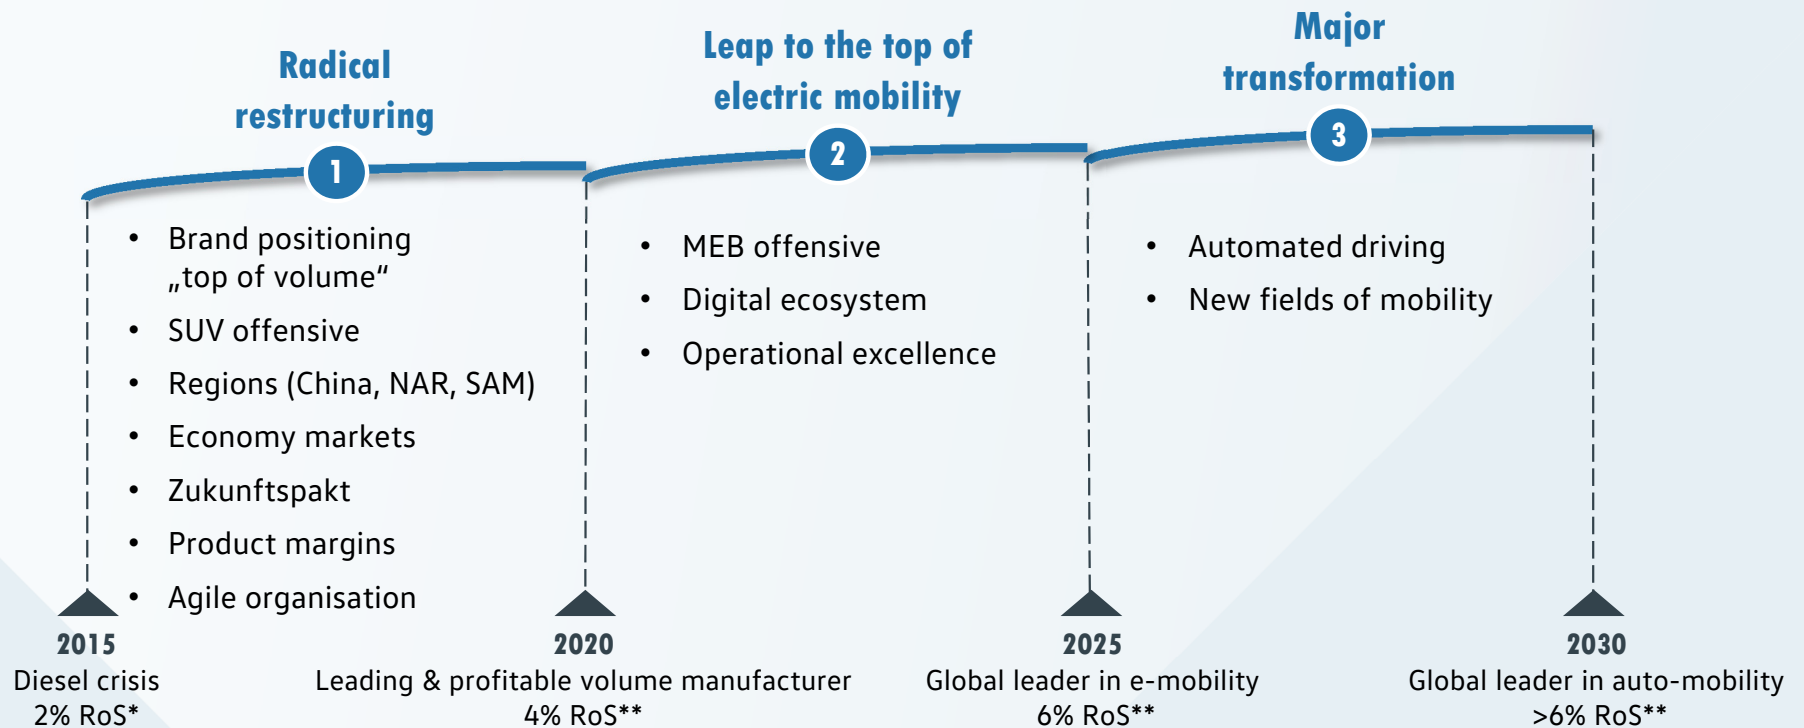 Radical
restructuring
1
• Brand positioning
„top of volume“
• SUV offensive
• Regions (China, NAR, SAM)
• Economy markets
• Zukunftspakt
• Product margins
• Agile organisation
Leap to the top of
electric mobility
2
• MEB offensive
• Digital ecosystem
• Operational excellence
Major
transformation
3
• Automated driving
• New fields of mobility
2015
Diesel crisis
2% RoS*
2020
Leading & profitable volume manufacturer
4% RoS**
2025
Global leader in e-mobility
6% RoS**
2030
Global leader in auto-mobility
>6% RoS**